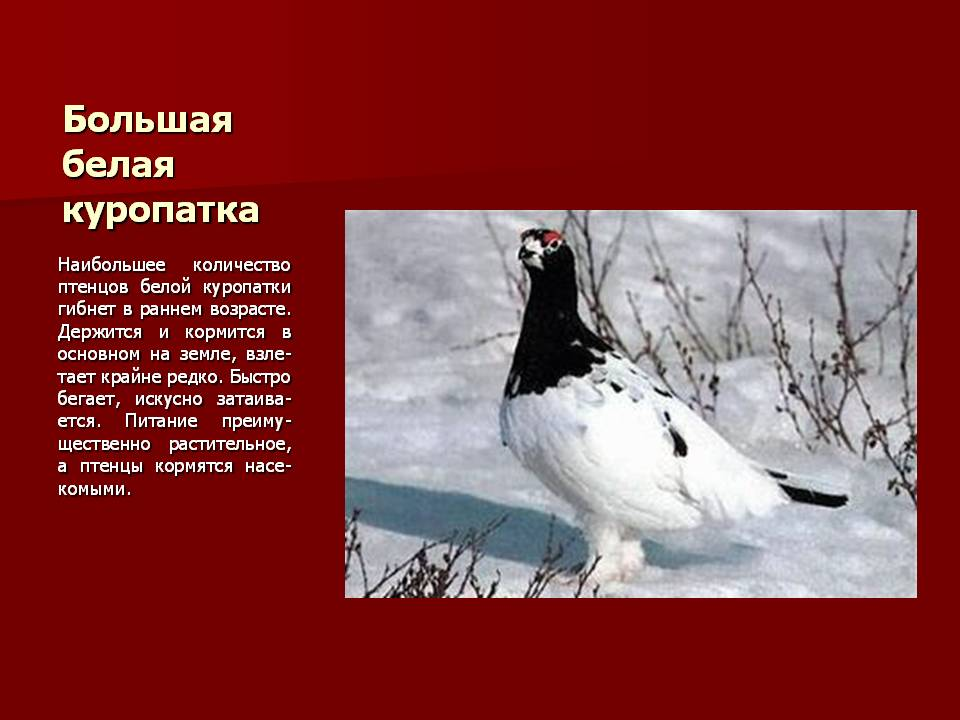 Большая
белая
куропатка
Наибольшее количество
птенцов белой куропатки
гибнет в раннем возрасте.
Держится и кормится в
основном на земле, взле-
тает крайне редко. Быстро
бегает, искусно затаива-
ется. Питание преиму-
щественно растительное,
а птенцы кормятся насе-
комыми.